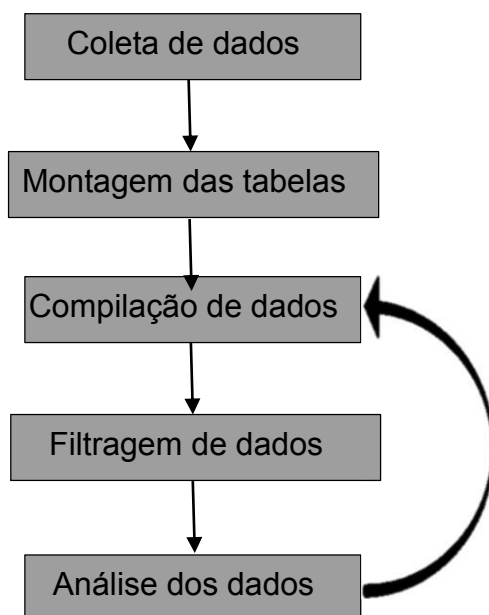 Coleta de dados
Montagem das tabelas
Compilação de dados
Filtragem de dados
Análise dos dados